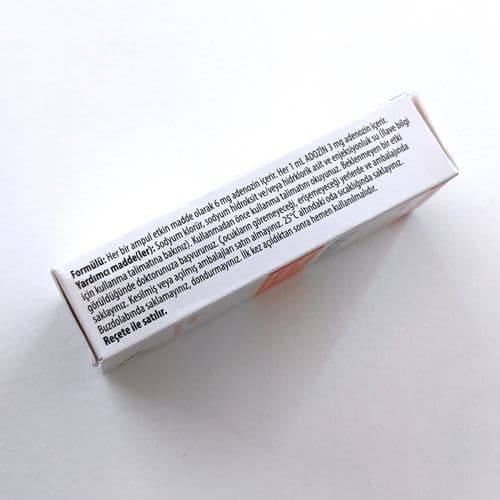 Formülü: Her bir ampul etkin madde olarak 6 mg adenozin içerir. Her 1 mL ADOZİN 3 mg adenozin içerir.
Yardımcı madde(ler): Sodyum klorür, sodyum hidroksit ve/veya hidroklorik asit ve enjeksiyonluk su (İlave bilgi
için kullanma talimatına bakınız). Kullanmadan önce kullanma talimatını okuyunuz. Beklenmeyen bir etki
görüldüğünde doktorunuza başvurunuz. Çocukların göremeyeceği, erişemeyeceği yerlerde ve ambalajında
saklayınız. Kesilmiş veya açılmış ambalajları satın almayınız. 25°C altındaki oda sıcaklığında saklayınız.
Buzdolabında saklamayınız, dondurmayınız. İlk kez açıldıktan sonra hemen kullanılmalıdır.
Reçete ile satılır.